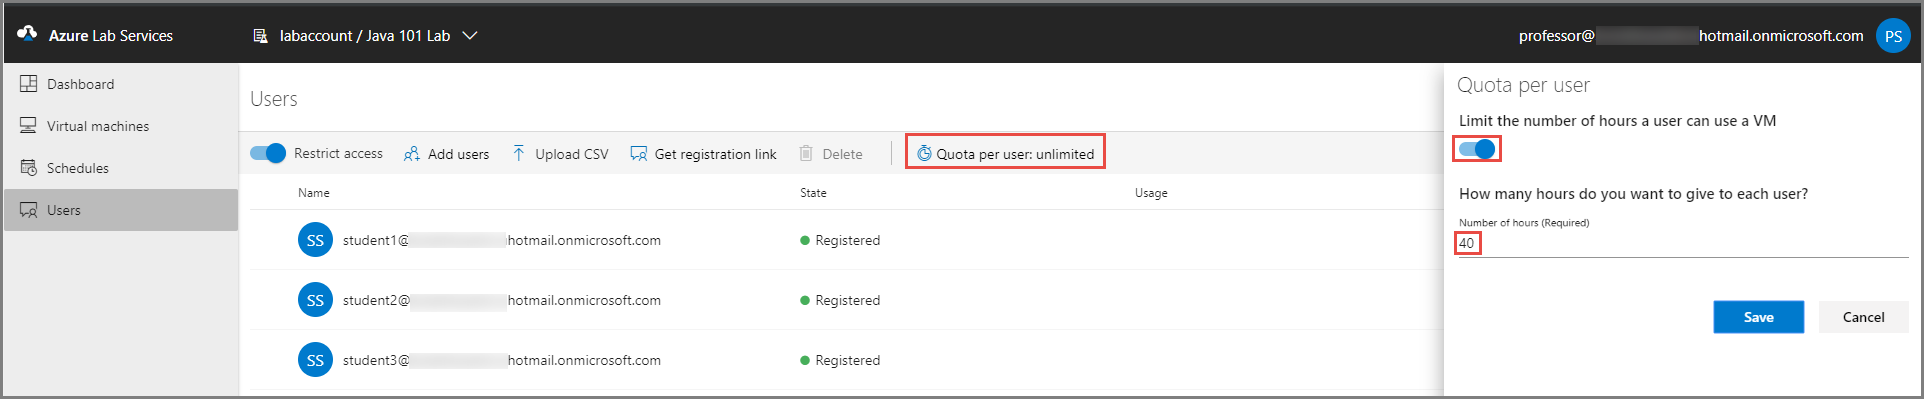 Azure Lab Services
labaccount / Java 101 Lab
professor@
hotmail.onmicrosoft.com
PS
Dashboard
Virtual machines
Schedules
Users
Users
Restrict access
Add users
Upload CSV
Get registration link
Delete
Quota per user: unlimited
Name
State
Usage
SS
student1@
hotmail.onmicrosoft.com
Registered
SS
student2@
hotmail.onmicrosoft.com
Registered
SS
student3@
hotmail.onmicrosoft.com
Registered
Quota per user
Limit the number of hours a user can use a VM
How many hours do you want to give to each user?
Number of hours (Required)
40
Save
Cancel